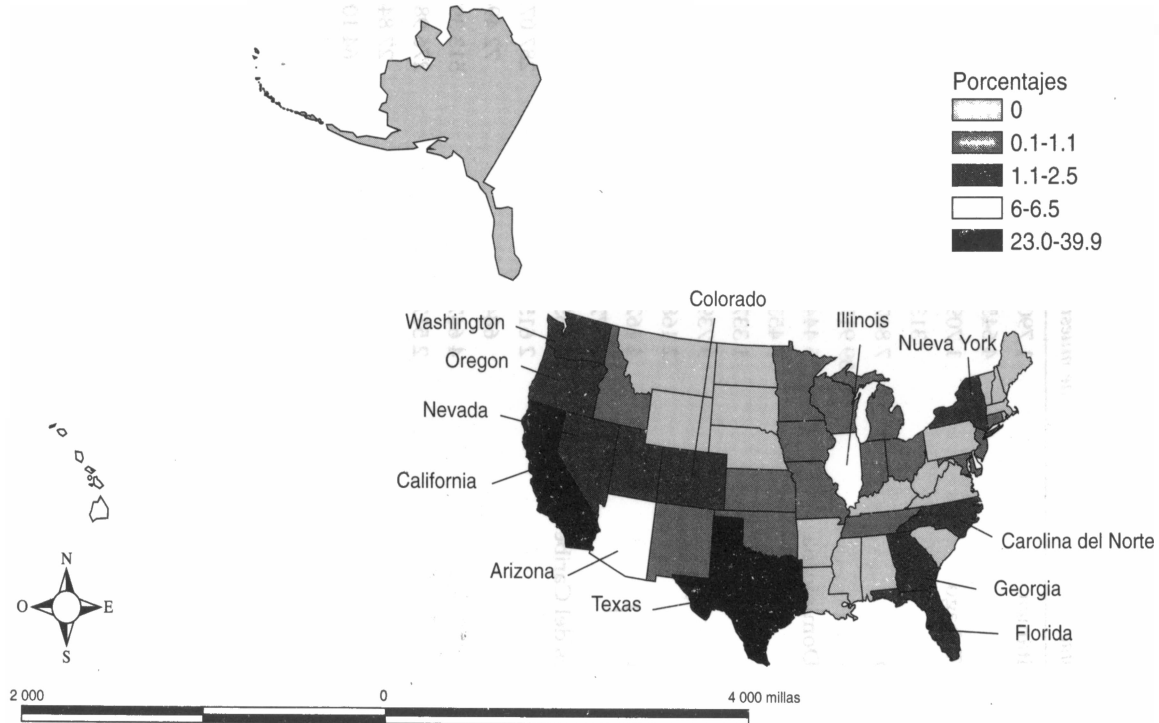 Porcentajes
0
0.1-1.1
1.1-2.5
6-6.5
23.0-39.9
Colorado
Illinois
Washington
Nueva York
Oregon
Nevada
California
Carolina del Norte
Arizona
Georgia
Texas
Florida
N
O E
S
2 000 0 4 000 millas